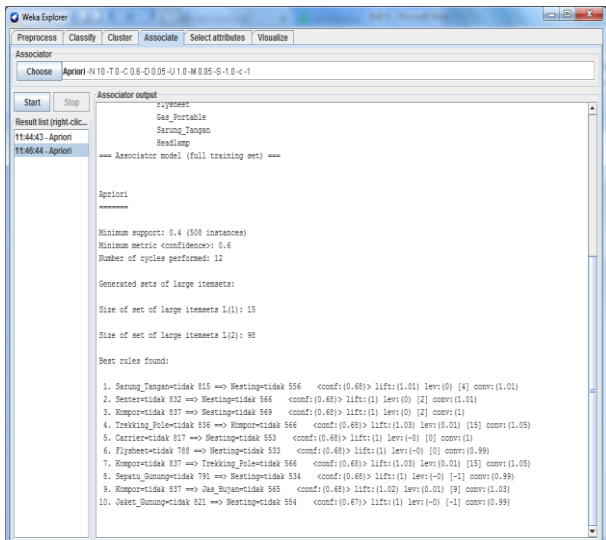 Weka Explorer
Preprocess Classify Cluster Associate Select attributes Visualize
Associator
Choose Apriori -N 10 -T 0 -C 0.6 -D 0.05 -U 1.0 -M 0.05 -S -1.0 -c -1
Start Stop
Result list (right-clic...
11:44:43 - Apriori
11:46:44 - Apriori
Associator output
Flysheet
Gas_Portable
Sarung_Tangan
Headlamp
=== Associator model (full training set) ===
Apriori
=======
Minimum support: 0.4 (508 instances)
Minimum metric <confidence>: 0.6
Number of cycles performed: 12
Generated sets of large itemsets:
Size of set of large itemsets L(1): 15
Size of set of large itemsets L(2): 98
Best rules found:
1. Sarung_Tangan=tidak 815 ==> Nesting=tidak 556 <conf:(0.68)> lift:(1.01) lev:(0) [4] conv:(1.01)
2. Senter=tidak 832 ==> Nesting=tidak 566 <conf:(0.68)> lift:(1) lev:(0) [2] conv:(1.01)
3. Kompor=tidak 837 ==> Nesting=tidak 569 <conf:(0.68)> lift:(1) lev:(0) [2] conv:(1)
4. Trekking_Pole=tidak 836 ==> Kompor=tidak 566 <conf:(0.68)> lift:(1.03) lev:(0.01) [15] conv:(1.05)
5. Carrier=tidak 817 ==> Nesting=tidak 553 <conf:(0.68)> lift:(1) lev:(-0) [0] conv:(1)
6. Flysheet=tidak 788 ==> Nesting=tidak 533 <conf:(0.68)> lift:(1) lev:(-0) [0] conv:(0.99)
7. Kompor=tidak 837 ==> Trekking_Pole=tidak 566 <conf:(0.68)> lift:(1.03) lev:(0.01) [15] conv:(1.05)
8. Sepatu_Gunung=tidak 791 ==> Nesting=tidak 534 <conf:(0.68)> lift:(1) lev:(-0) [-1] conv:(0.99)
9. Kompor=tidak 837 ==> Jas_Hujan=tidak 565 <conf:(0.68)> lift:(1.02) lev:(0.01) [9] conv:(1.03)
10. Jaket_Gunung=tidak 821 ==> Nesting=tidak 554 <conf:(0.67)> lift:(1) lev:(-0) [-1] conv:(0.99)